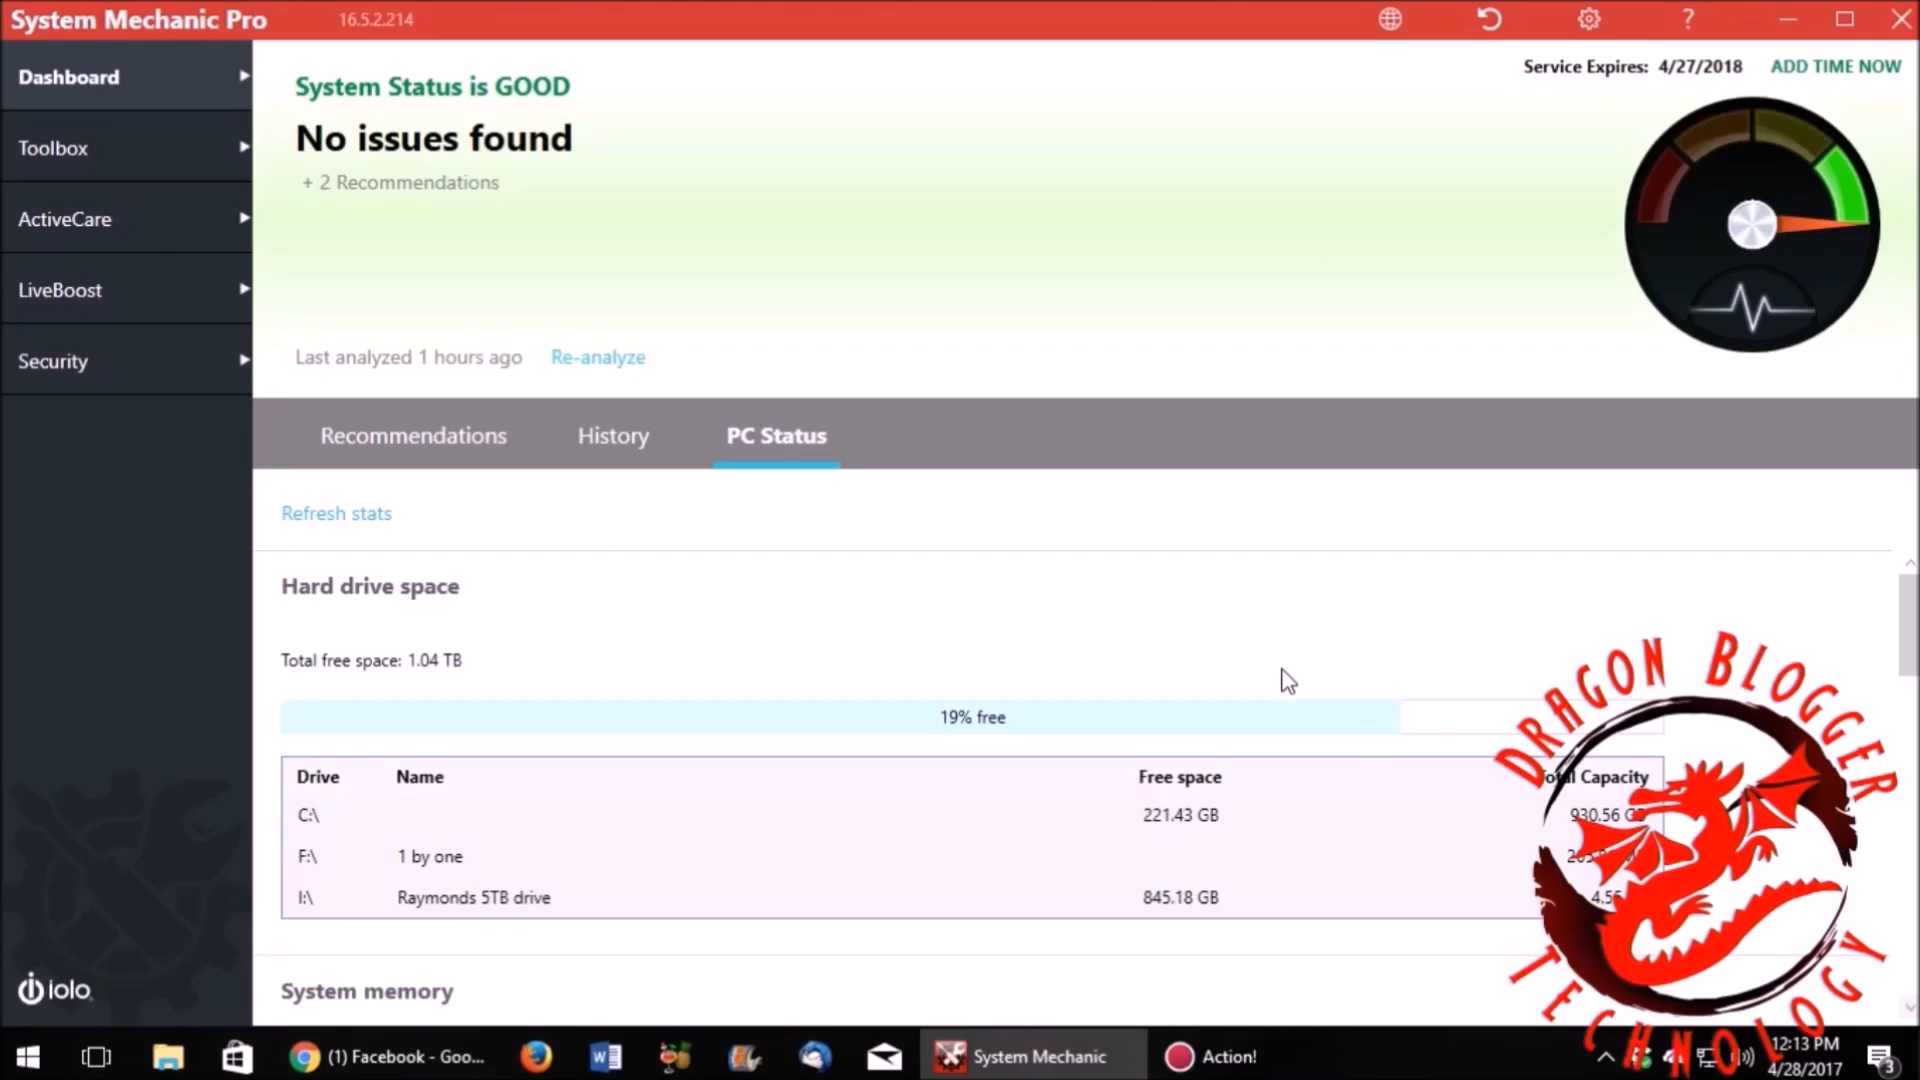 System Mechanic Pro 16.5.2.214 ?
Dashboard
Toolbox
ActiveCare
LiveBoost
Security
iolo
Service Expires: 4/27/2018 ADD TIME NOW
System Status is GOOD
No issues found
+ 2 Recommendations
Last analyzed 1 hours ago Re-analyze
Recommendations History PC Status
Refresh stats
Hard drive space
Total free space: 1.04 TB
19% free
Drive Name Free space Total Capacity
C:\ 221.43 GB 930.56 GB
F:\ 1 by one
I:\ Raymonds 5TB drive 845.18 GB
System memory
DRAGON BLOGGER
TECHNOLOGY
(1) Facebook - Goo... System Mechanic Action!
12:13 PM
4/28/2017
3